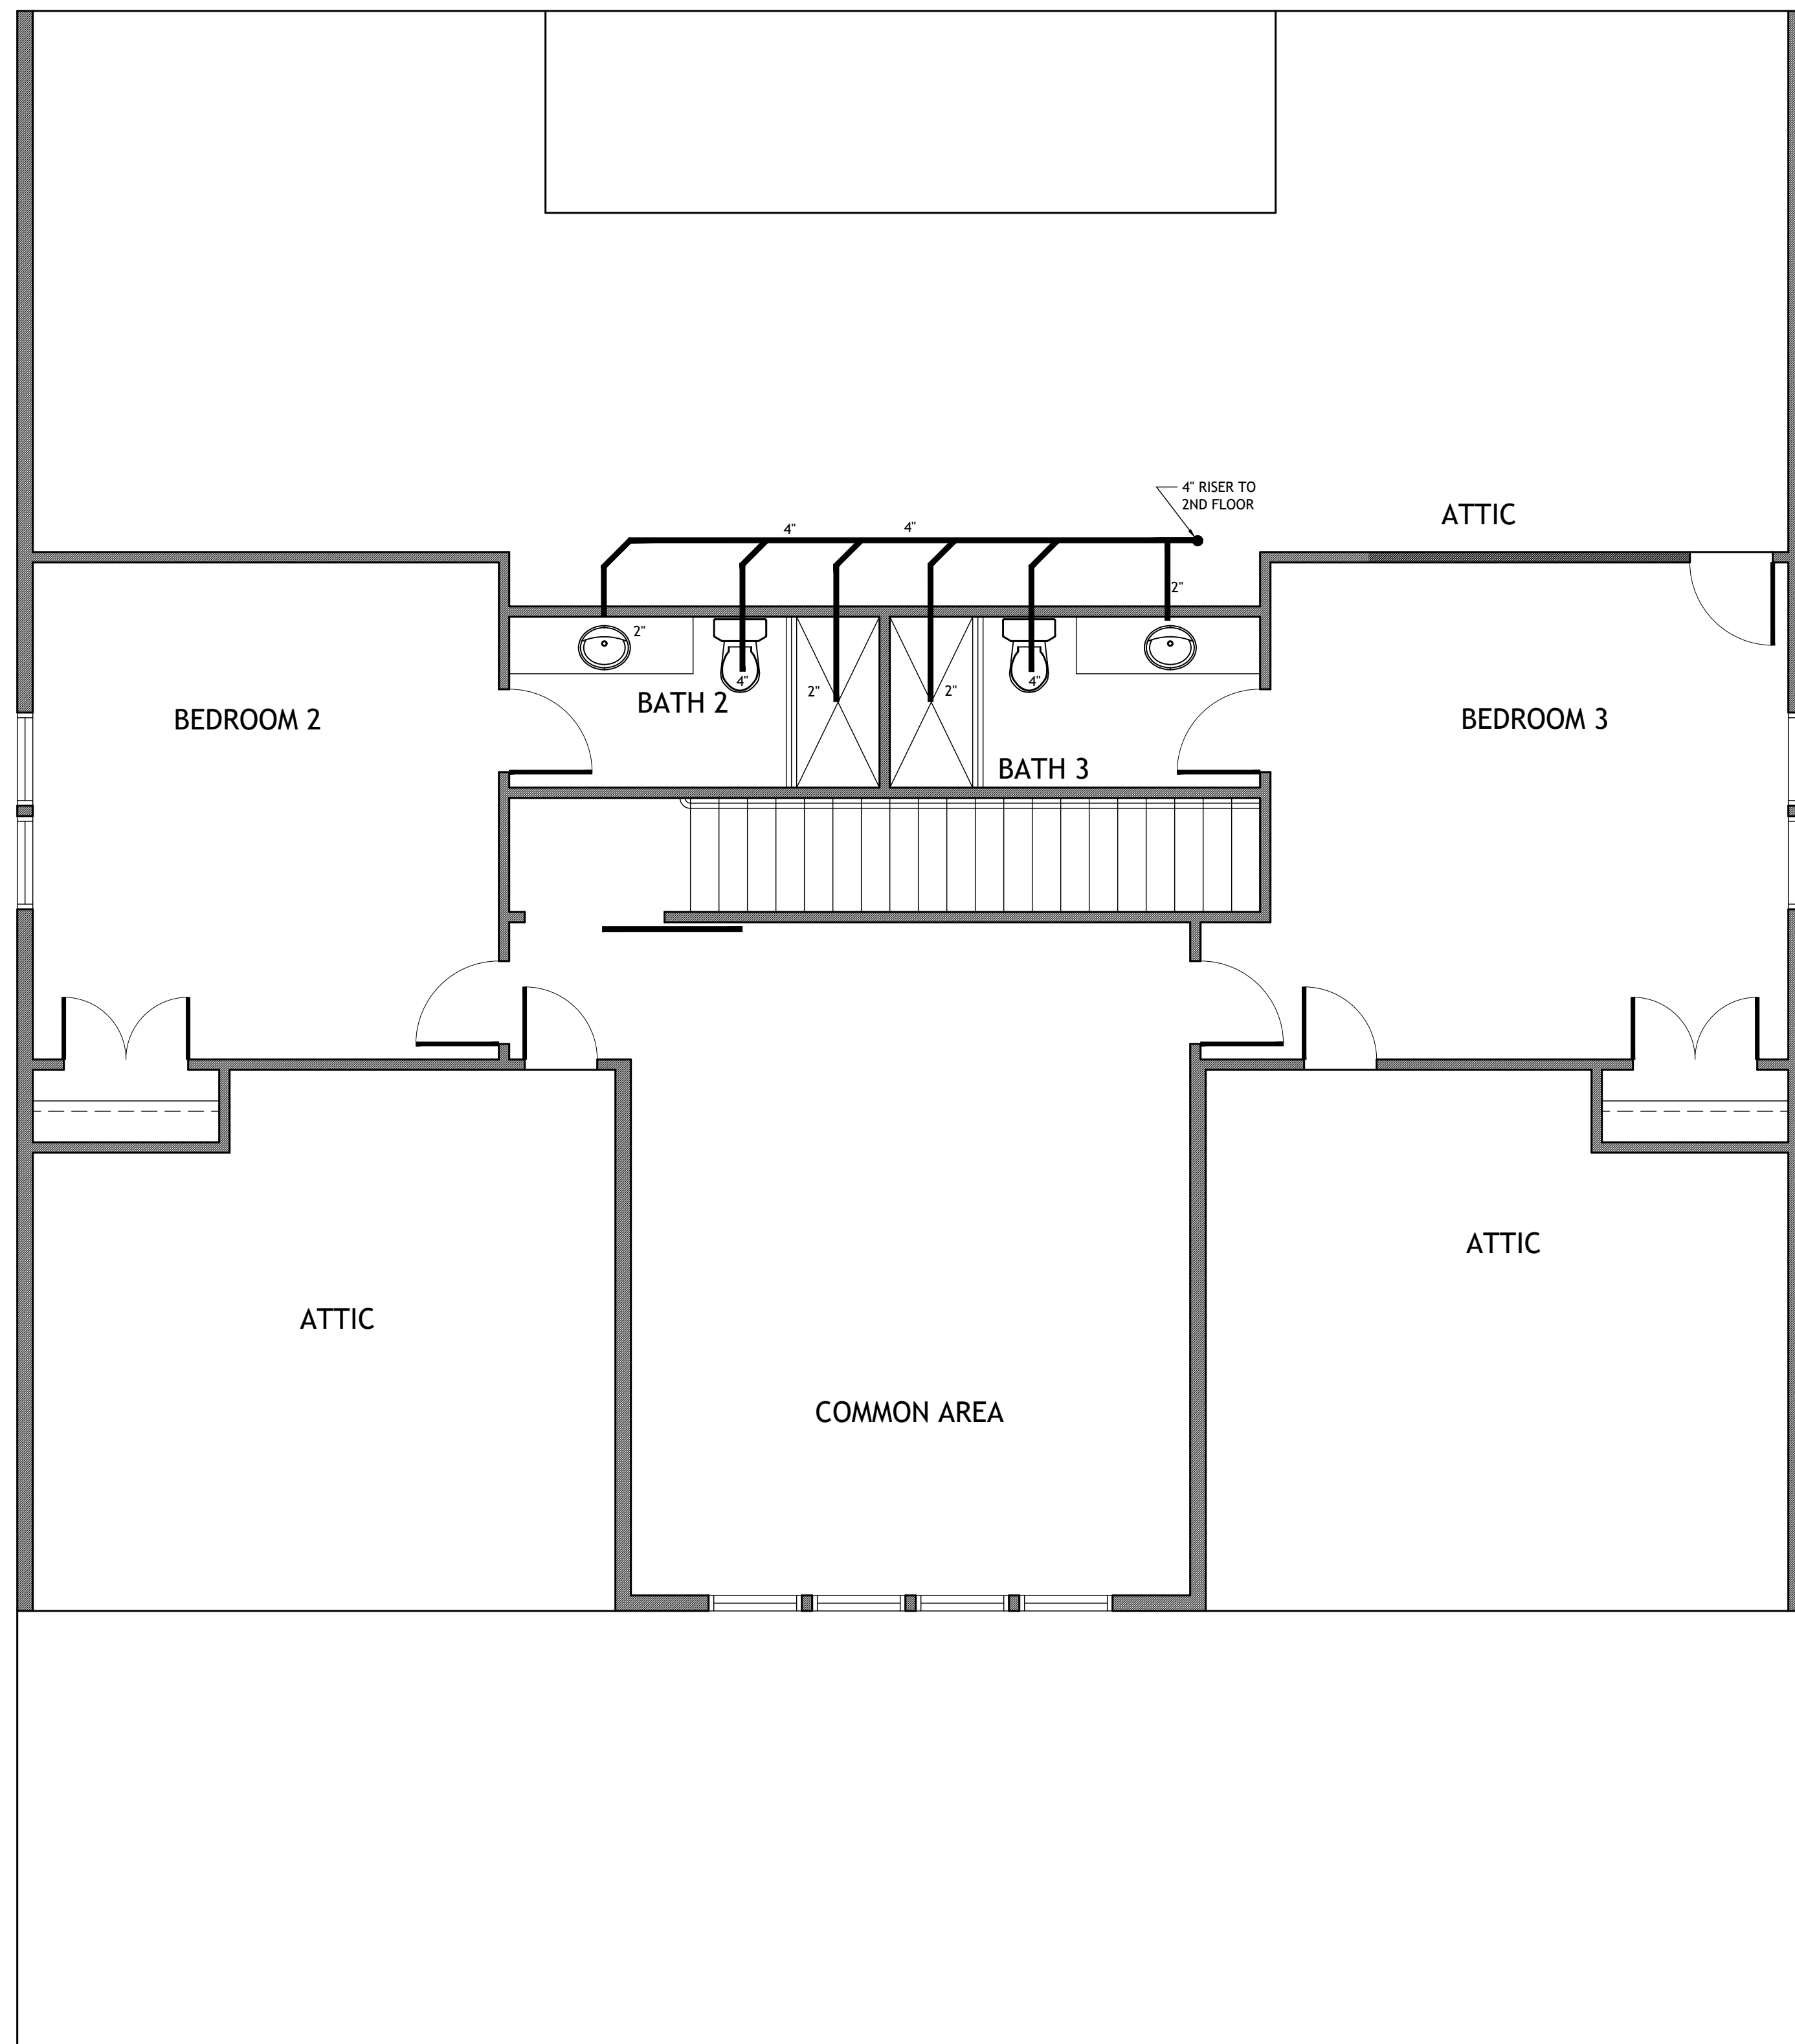 4" RISER TO
2ND FLOOR
ATTIC
4"
4"
2"
2"
4"
4"
2"
2"
BATH 2
BEDROOM 2
BEDROOM 3
BATH 3
ATTIC
ATTIC
COMMON AREA